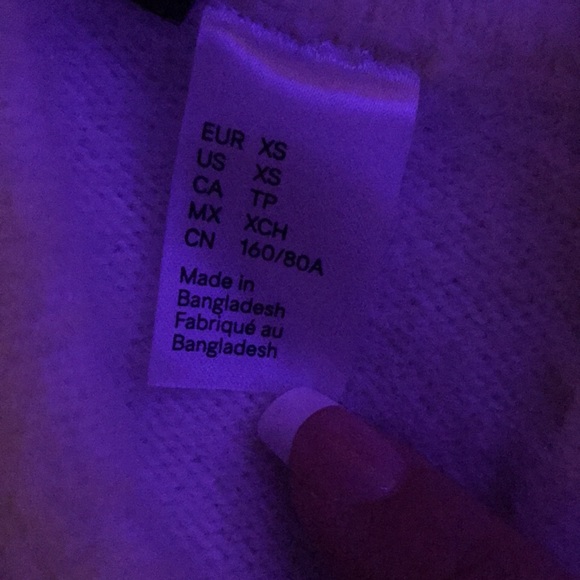 EUR XS
US XS
CA TP
MX XCH
CN 160/80A
Made in
Bangladesh
Fabriqué au
Bangladesh